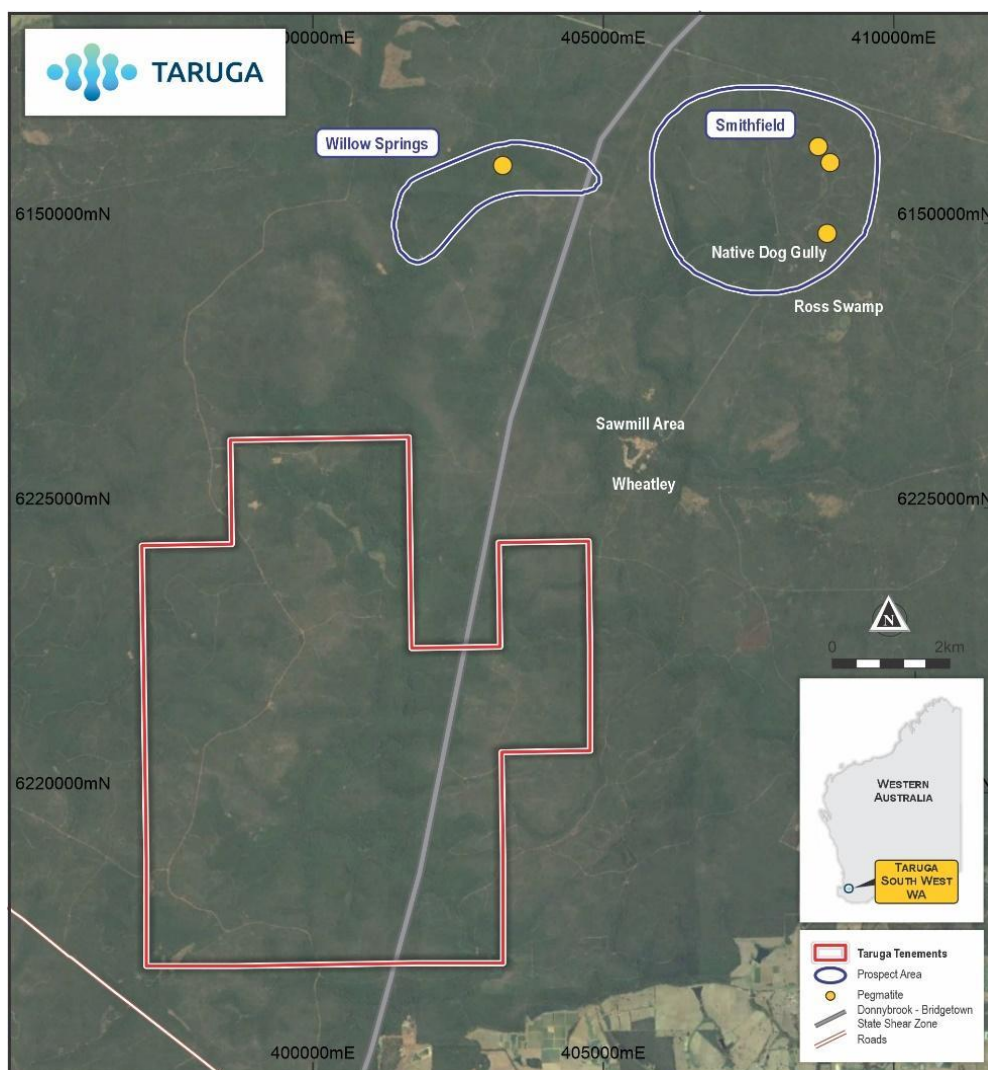 TARUGA
00000mE
405000mE
410000mE
Willow Springs
Smithfield
6150000mN
6150000mN
Native Dog Gully
Ross Swamp
Sawmill Area
Wheatley
6225000mN
6225000mN
N
0 2km
6220000mN
WESTERN
AUSTRALIA
TARUGA
SOUTH WEST
WA
Taruga Tenements
Prospect Area
Pegmatite
Donnybrook - Bridgetown
State Shear Zone
Roads
400000mE
405000mE